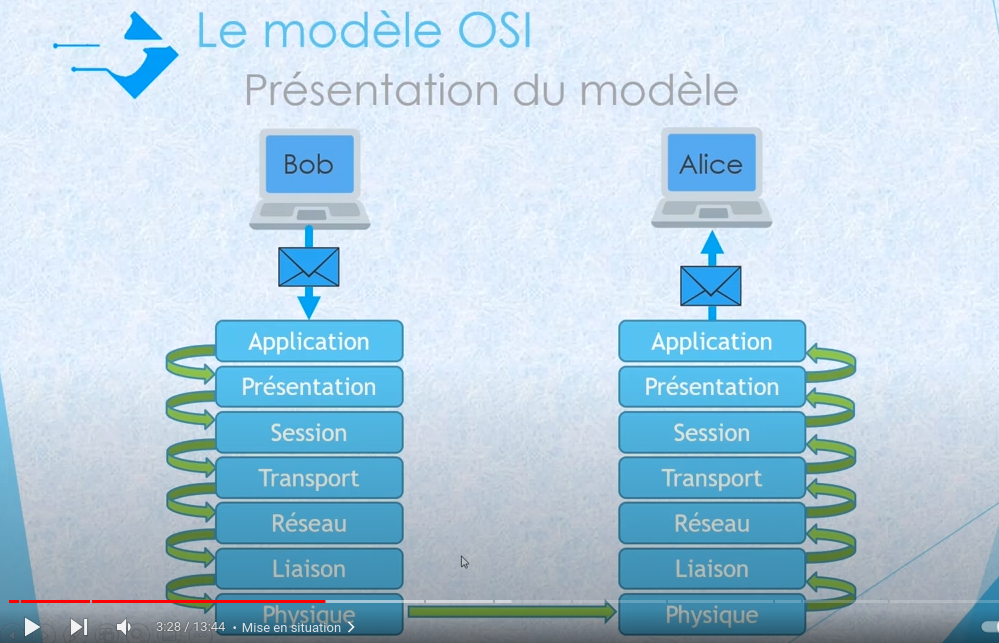 Le modèle OSI
Présentation du modèle
Bob
Alice
Application
Présentation
Session
Transport
Réseau
Liaison
Physique
Application
Présentation
Session
Transport
Réseau
Liaison
Physique
3:28 / 13:44 • Mise en situation